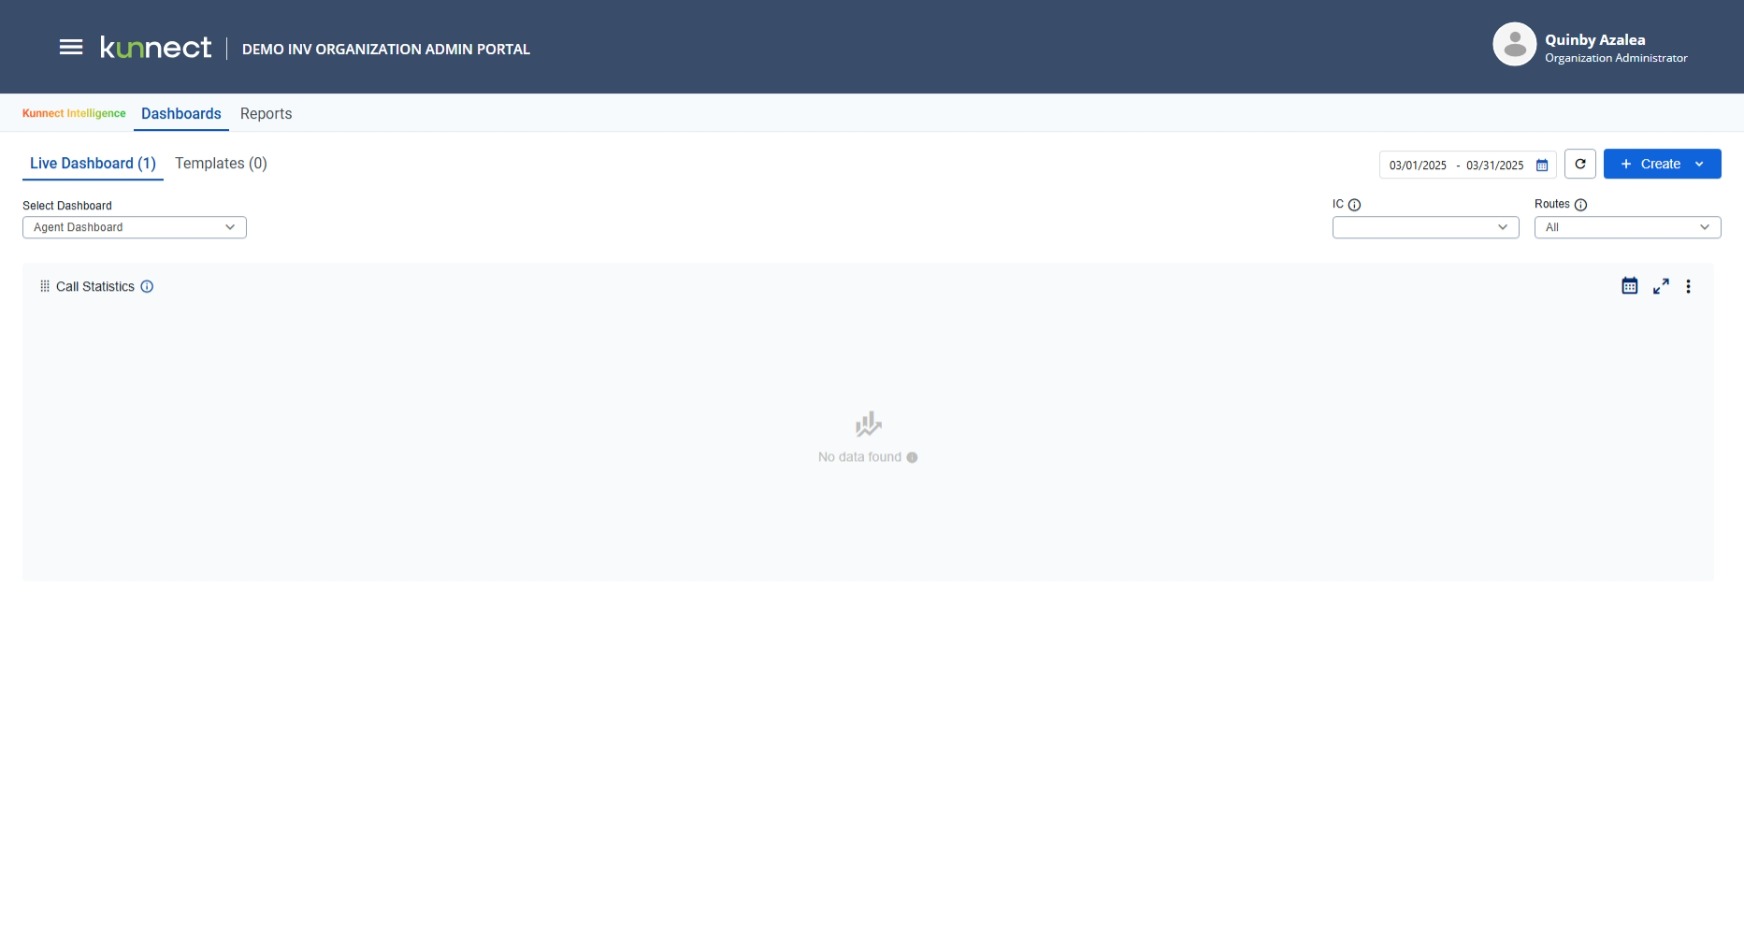 kunnect
DEMO INV ORGANIZATION ADMIN PORTAL
Quinby Azalea
Organization Administrator
Kunnect Intelligence
Dashboards
Reports
Live Dashboard (1)
Templates (0)
03/01/2025 - 03/31/2025
+ Create
Select Dashboard
Agent Dashboard
IC
Routes
All
Call Statistics
No data found